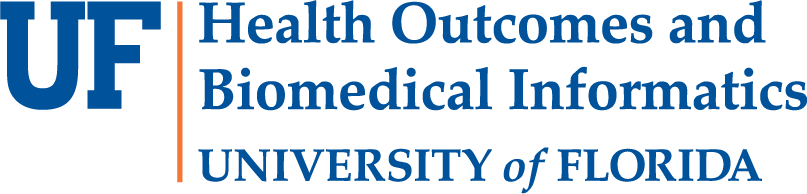 UF
Health Outcomes and
Biomedical Informatics
UNIVERSITY of FLORIDA